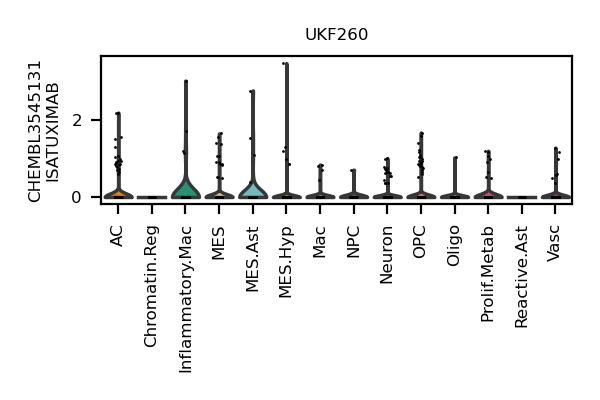 UKF260
CHEMBL3545131
ISATUXIMAB
2
0
AC
Chromatin.Reg
Inflammatory.Mac
MES
MES.Ast
MES.Hyp
Mac
NPC
Neuron
OPC
Oligo
Prolif.Metab
Reactive.Ast
Vasc